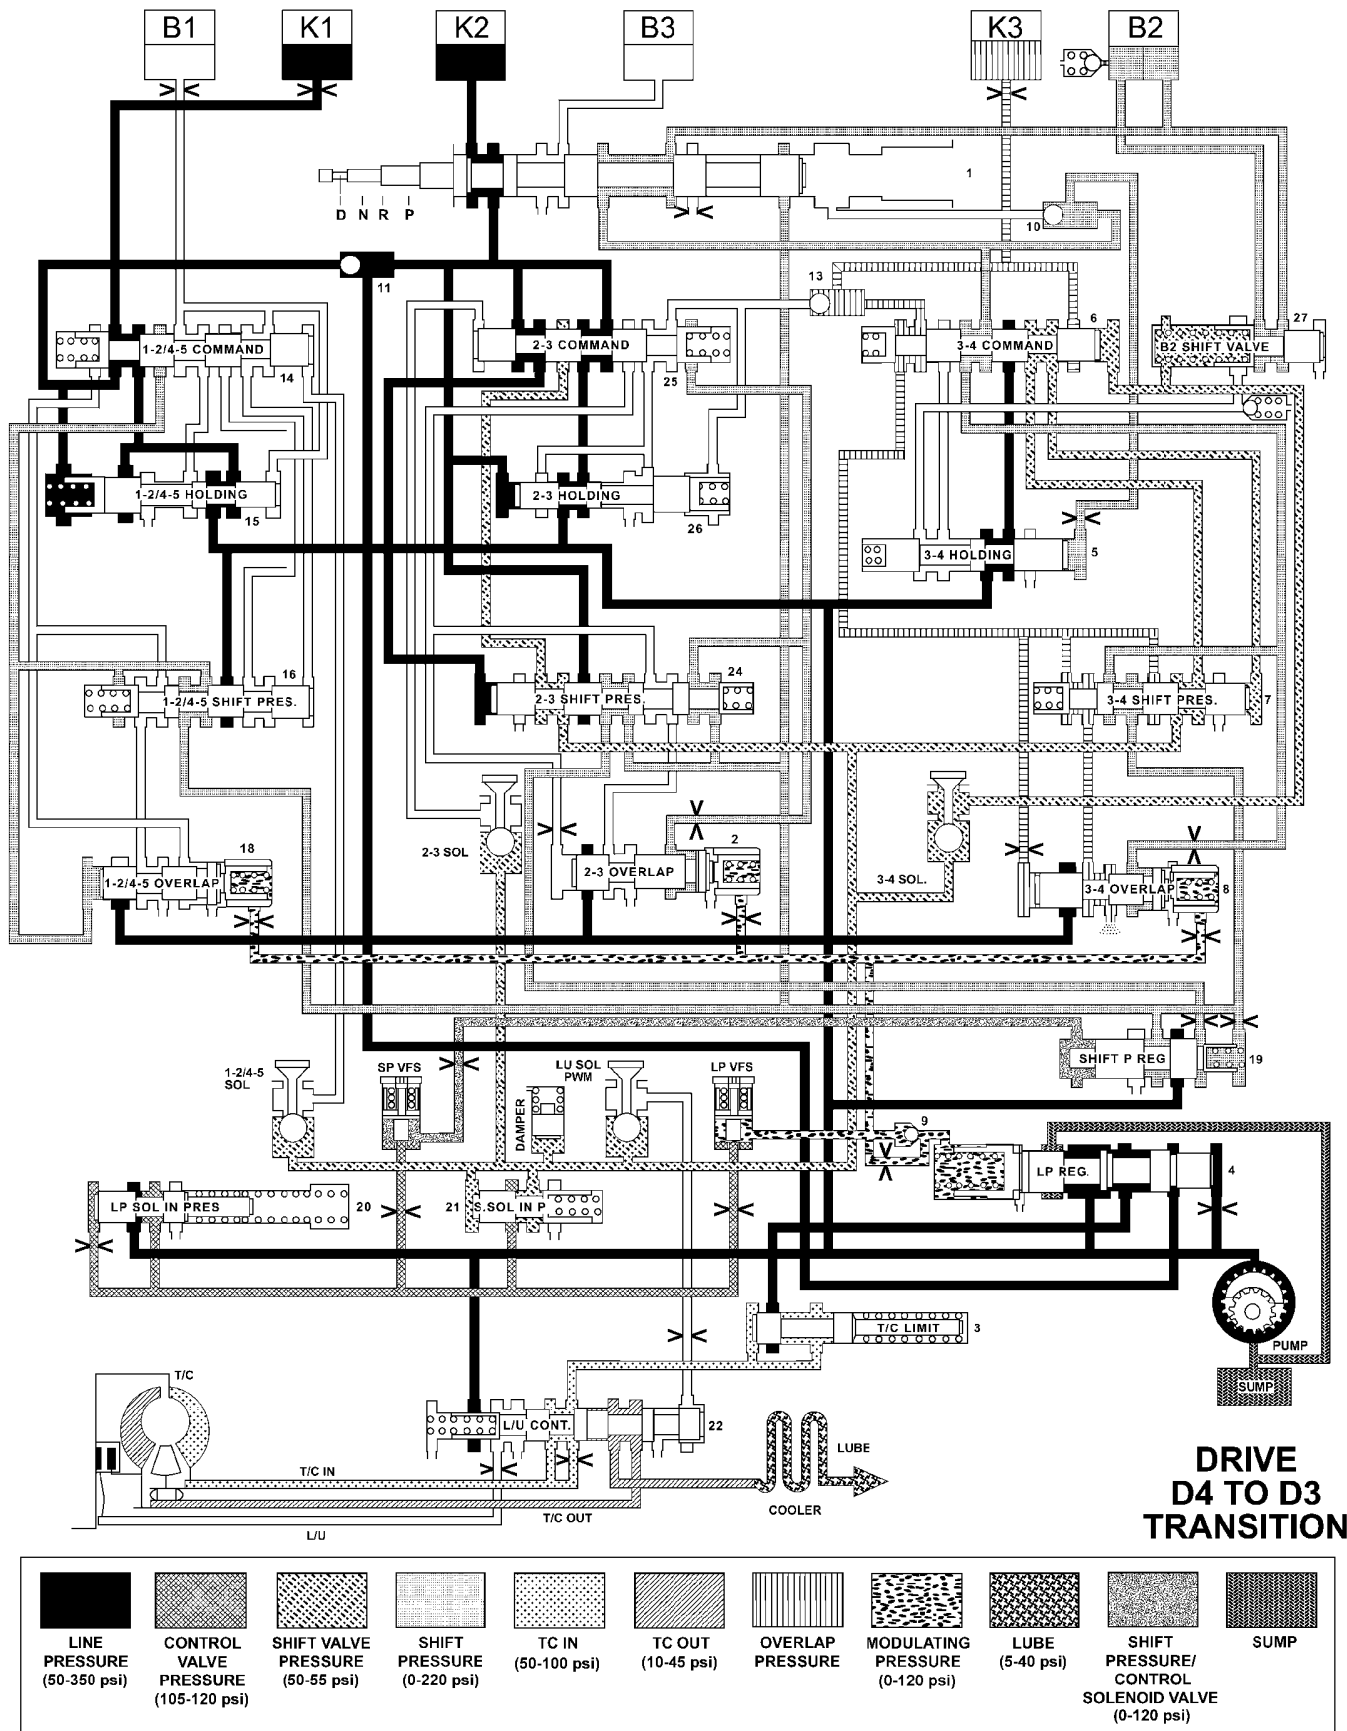 B1
K1
K2
B3
K3
B2
1
D N R P
10
11
13
6
27
1-2/4-5 COMMAND
2-3 COMMAND
3-4 COMMAND
B2 SHIFT VALVE
14
25
1-2/4-5 HOLDING
2-3 HOLDING
15
26
3-4 HOLDING
5
16
24
1-2/4-5 SHIFT PRES.
2-3 SHIFT PRES.
3-4 SHIFT PRES.
7
18
2-3 SOL
2
3-4 SOL.
1-2/4-5 OVERLAP
2-3 OVERLAP
3-4 OVERLAP
8
1-2/4-5
SOL
SP VFS
LU SOL
PWM
LP VFS
SHIFT P REG
19
DAMPER
9
LP REG.
4
LP SOL IN PRES
20
21
S.SOL IN P
T/C LIMIT
3
PUMP
SUMP
T/C
L/U CONT.
22
LUBE
T/C IN
COOLER
T/C OUT
L/U
DRIVE
D4 TO D3
TRANSITION
LINE
PRESSURE
(50-350 psi)
CONTROL
VALVE
PRESSURE
(105-120 psi)
SHIFT VALVE
PRESSURE
(50-55 psi)
SHIFT
PRESSURE
(0-220 psi)
TC IN
(50-100 psi)
TC OUT
(10-45 psi)
OVERLAP
PRESSURE
MODULATING
PRESSURE
(0-120 psi)
LUBE
(5-40 psi)
SHIFT
PRESSURE/
CONTROL
SOLENOID VALVE
(0-120 psi)
SUMP